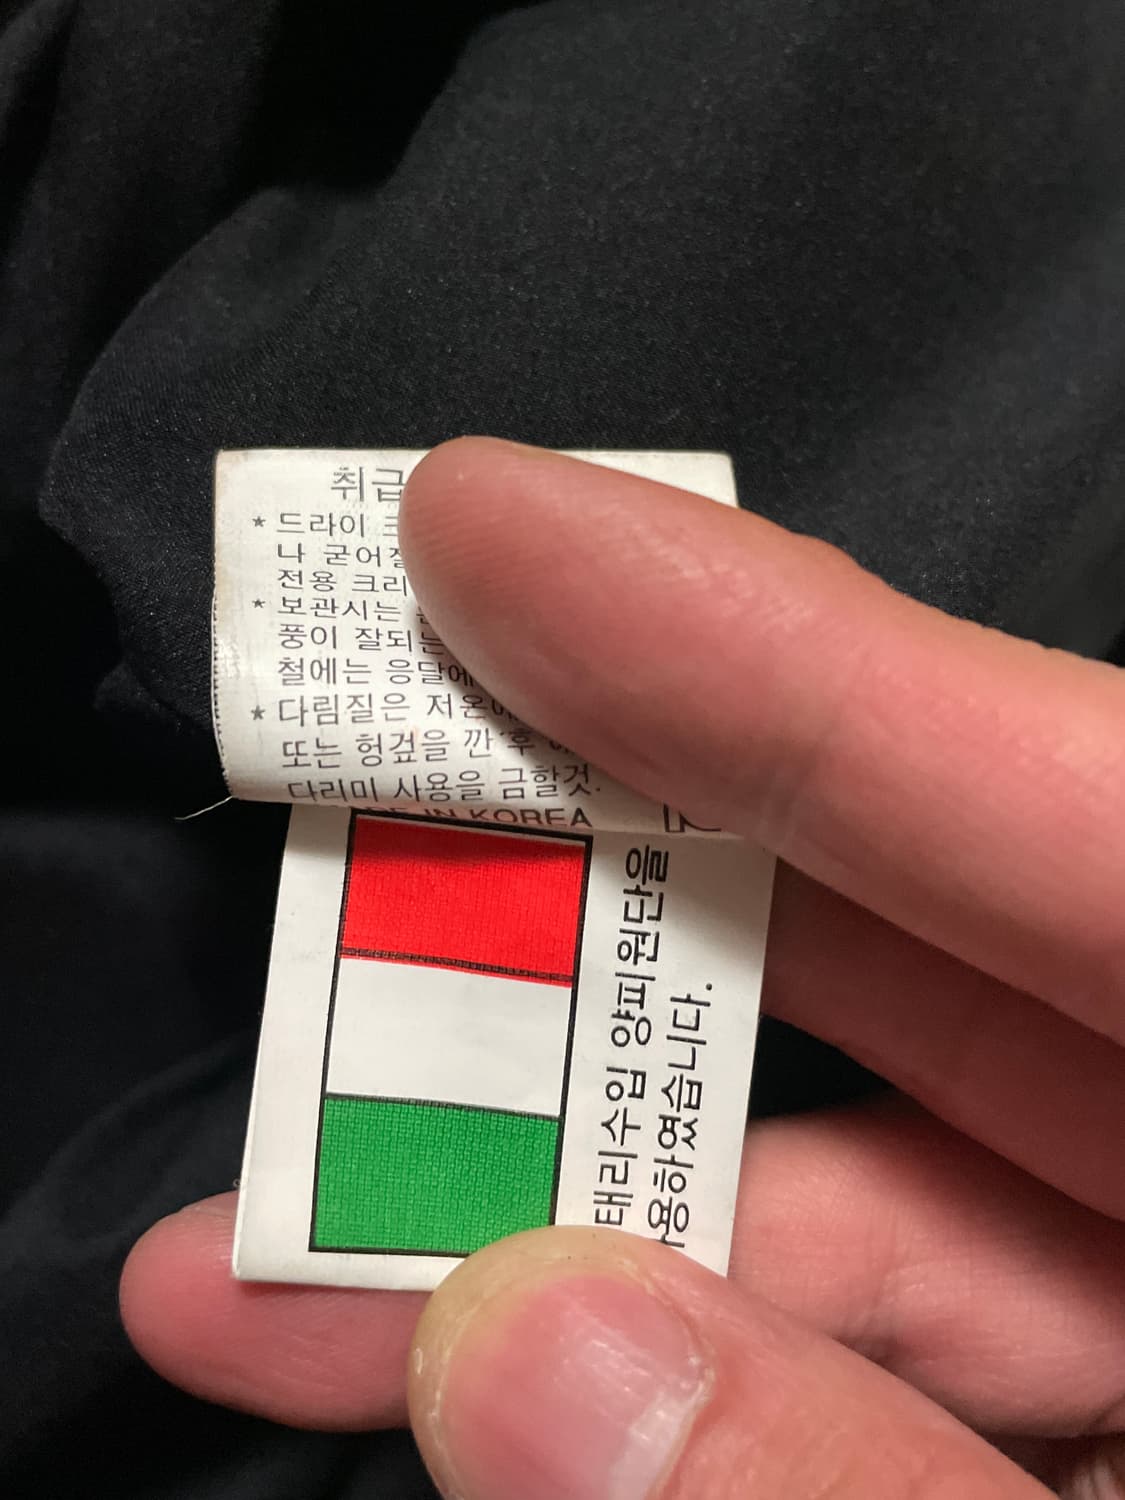 취급
* 드라이
나 굳어질
전용 크리
* 보관시는
풍이 잘되는
철에는 응달에
* 다림질은 저온에
또는 헝겊을 깐 후
다리미 사용을 금할것.
IN KOREA
태리수입 양피원단을
사용하였습니다.